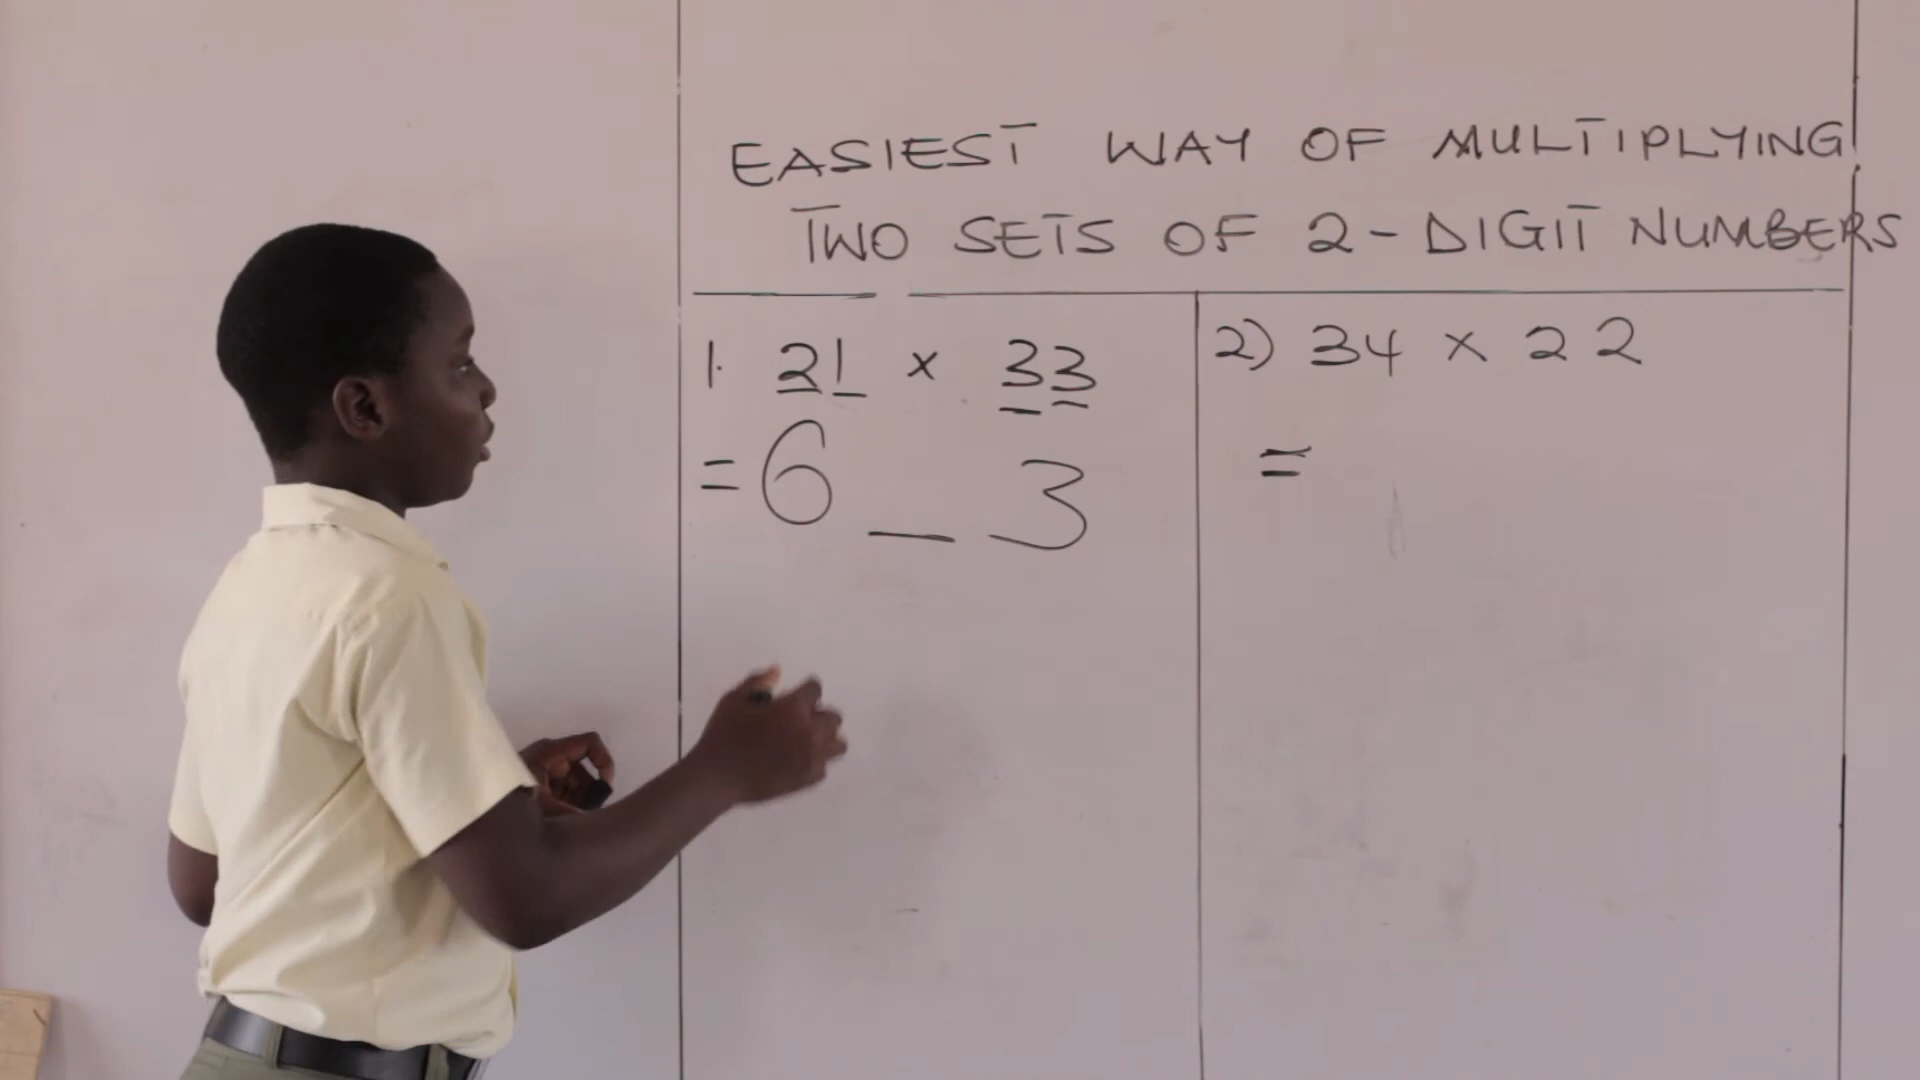 EASIEST WAY OF MULTIPLYING
TWO SETS OF 2-DIGIT NUMBERS
1. 21 x 33
= 6 _ 3
2) 34 x 22
=